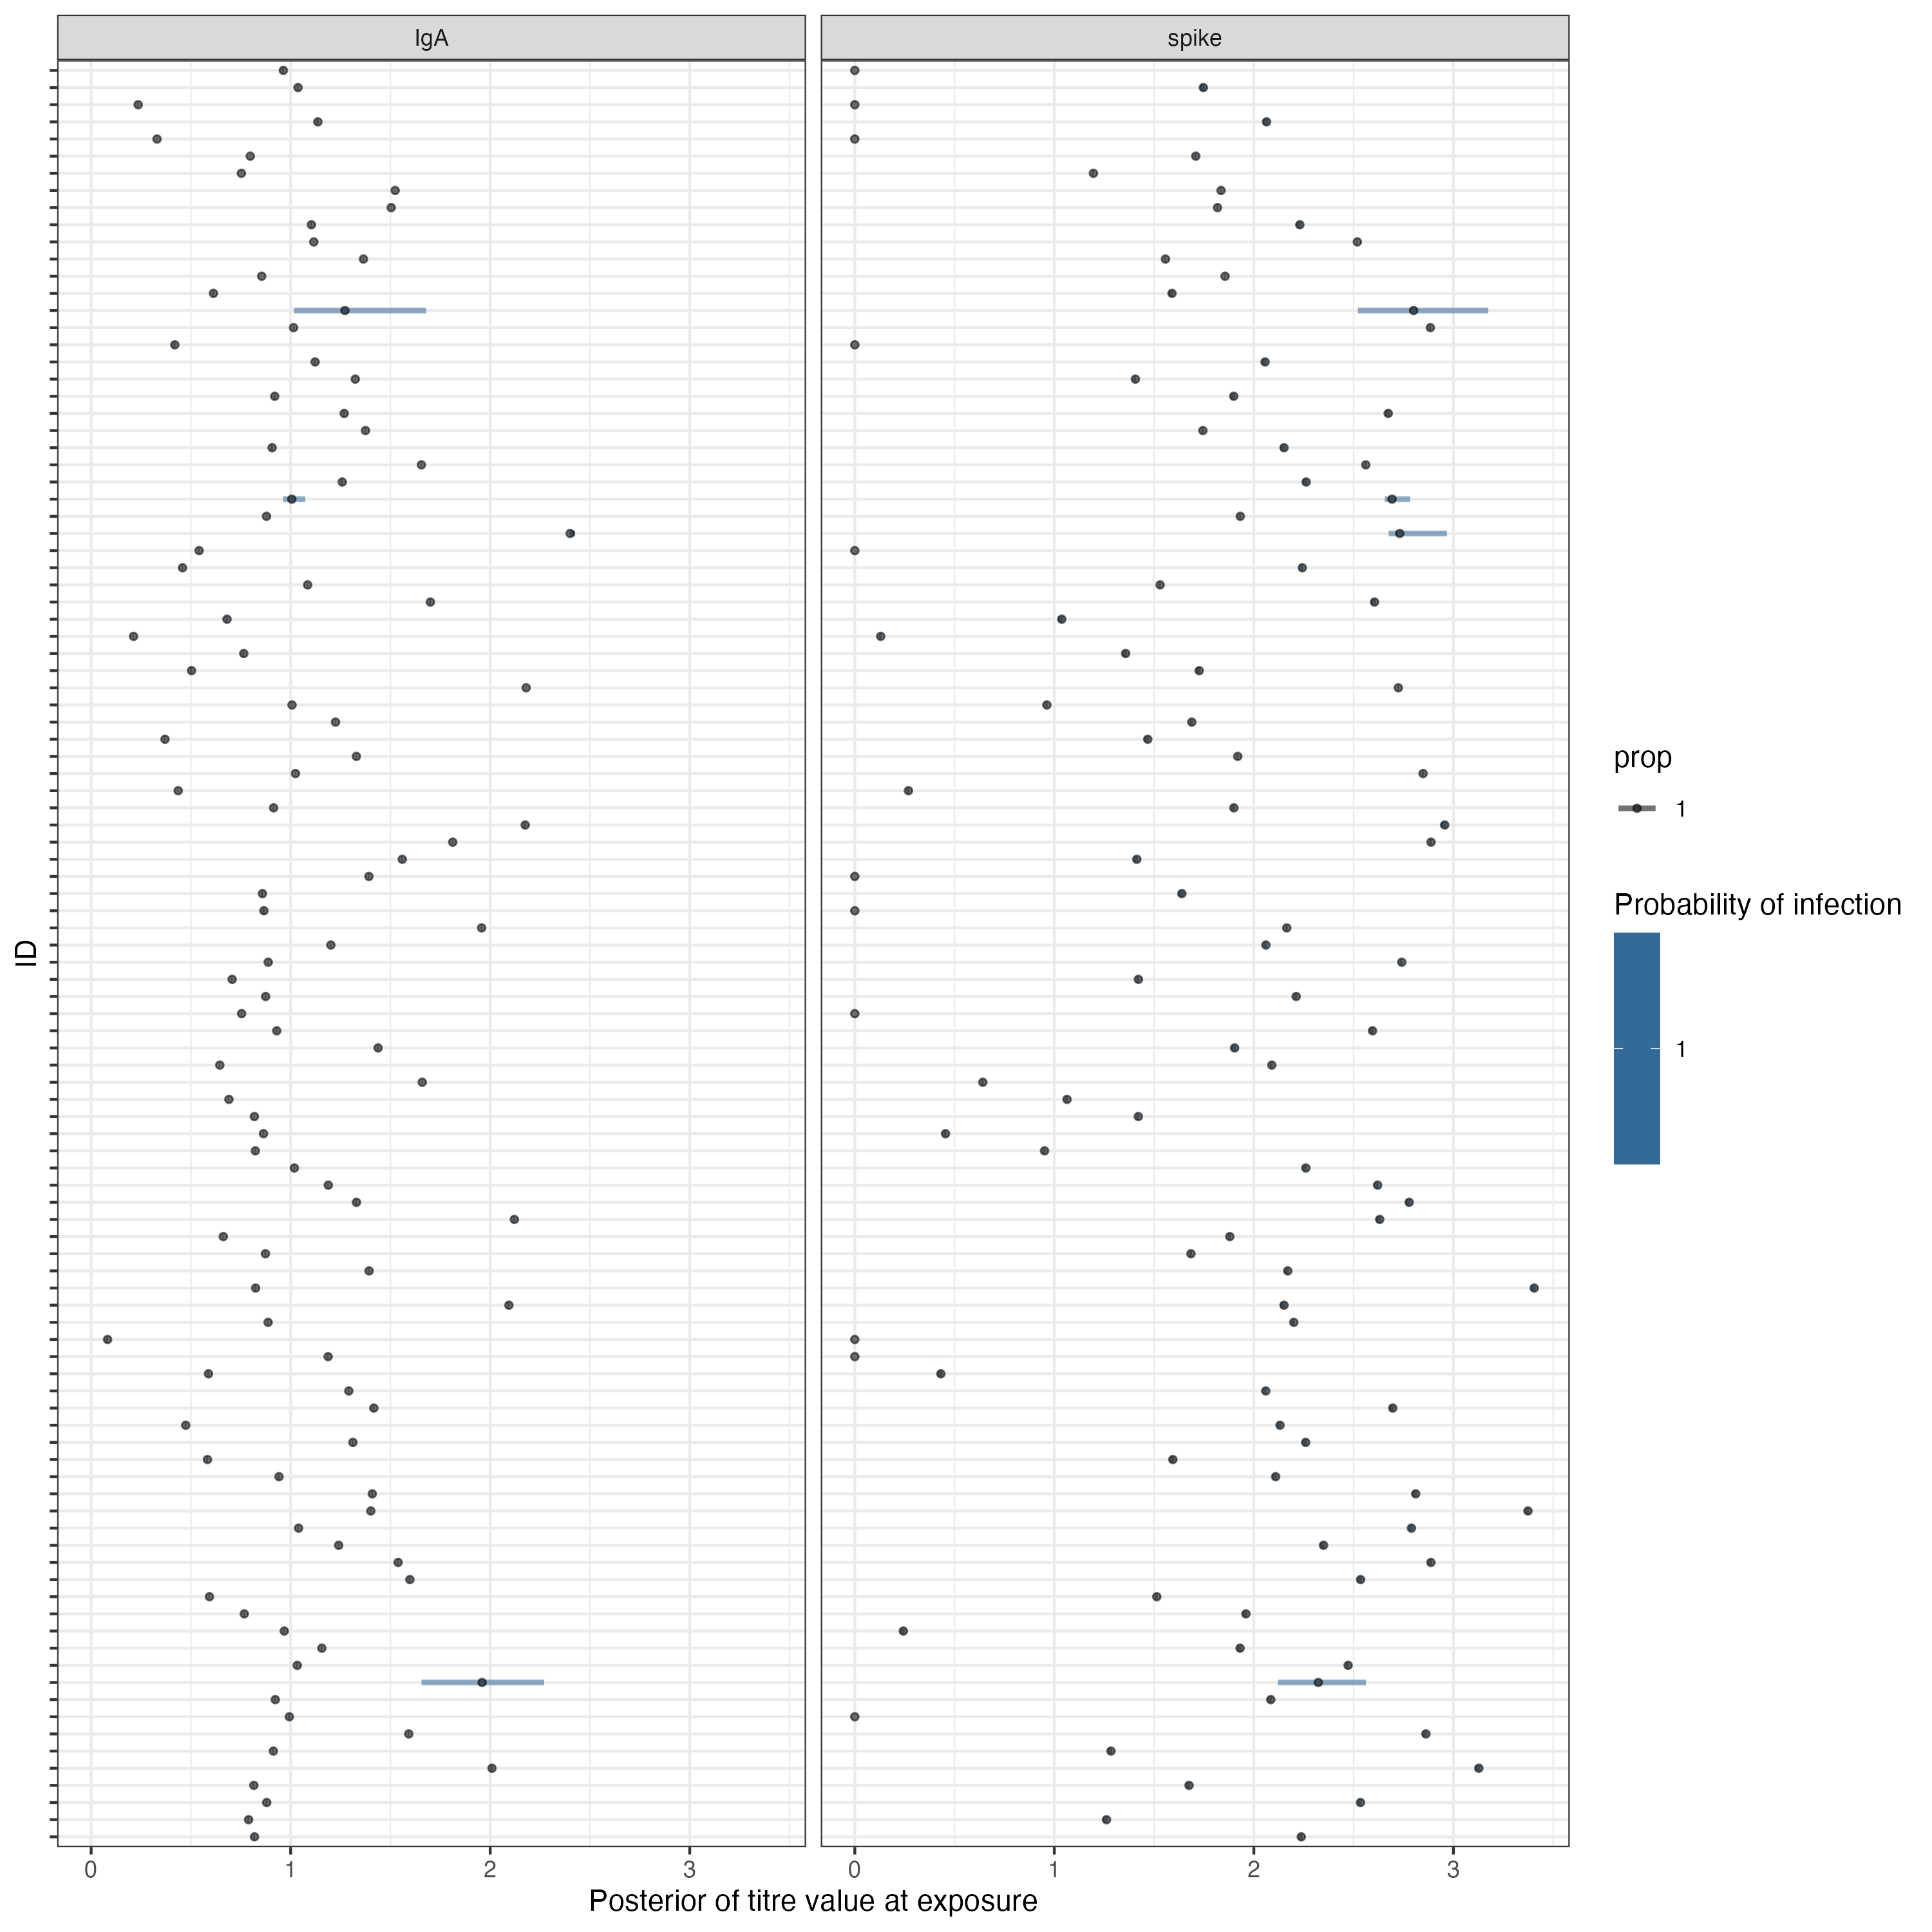 IgA
spike
ID
prop
1
Probability of infection
1
0 1 2 3
0 1 2 3
Posterior of titre value at exposure